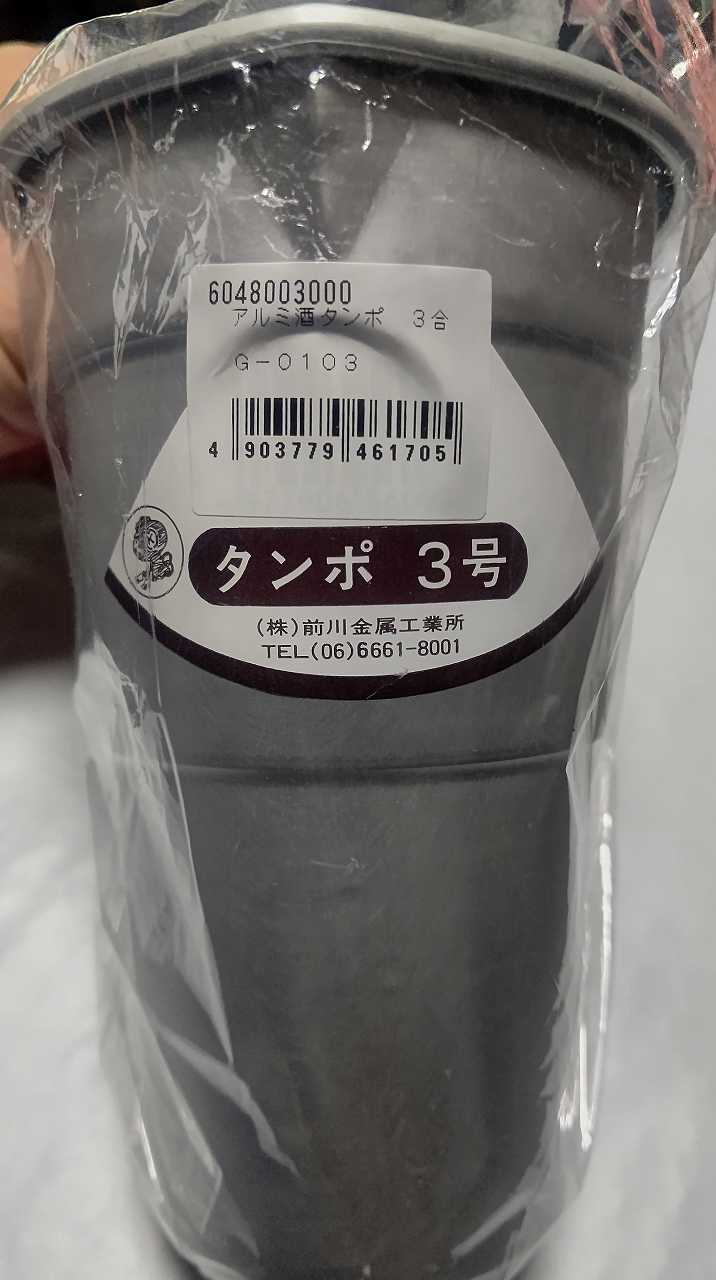 6048003000
アルミ酒タンポ 3合
G-0103
4 903779 461705
タンポ 3号
(株)前川金属工業所
TEL(06)6661-8001